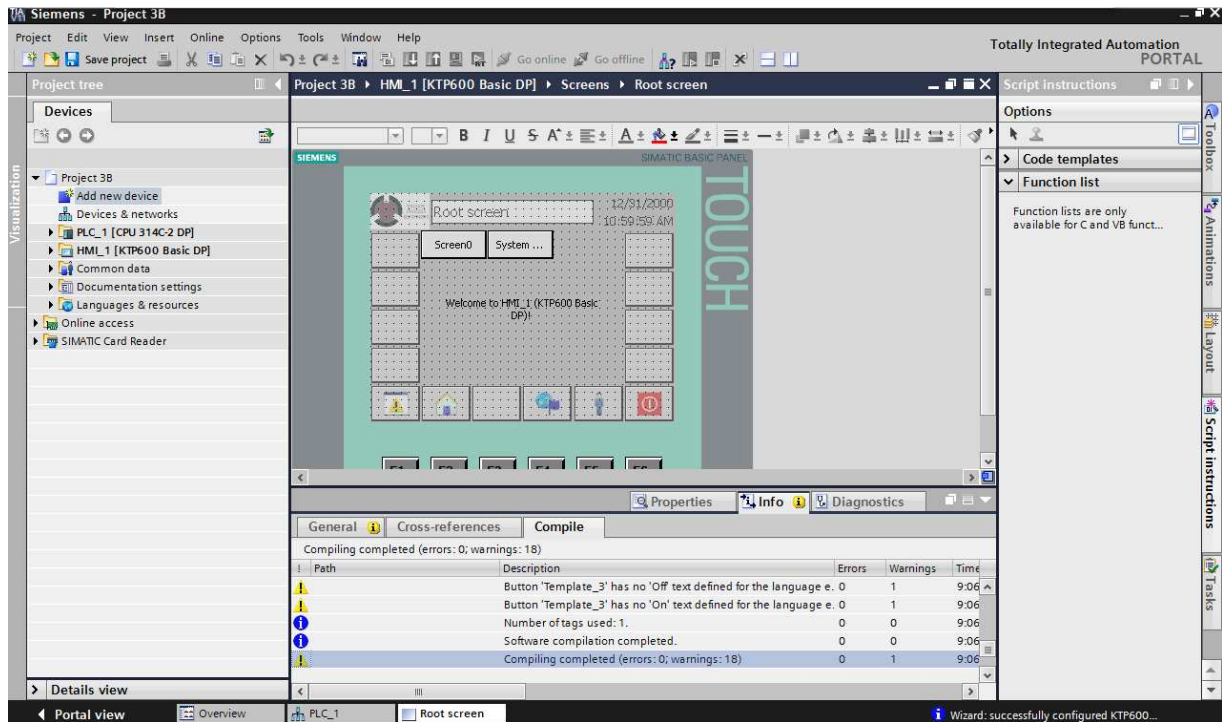 Siemens - Project 3B
Project Edit View Insert Online Options Tools Window Help
Save project
Go online
Go offline
Totally Integrated Automation
PORTAL
Project tree
Devices
Project 3B
Add new device
Devices & networks
PLC_1 [CPU 314C-2 DP]
HMI_1 [KTP600 Basic DP]
Common data
Documentation settings
Languages & resources
Online access
SIMATIC Card Reader
Details view
Visualization
Project 3B HMI_1 [KTP600 Basic DP] Screens Root screen
B I U S A A
SIEMENS
SIMATIC BASIC PANEL
TOUCH
Root screen
12/31/2000
10:59:59 AM
Screen0
System ...
Welcome to HMI_1 (KTP600 Basic
DP)!
F1 F2 F3 F4 F5 F6
Properties
Info
Diagnostics
General
Cross-references
Compile
Compiling completed (errors: 0; warnings: 18)
! Path Description Errors Warnings Time
Button 'Template_3' has no 'Off' text defined for the language e. 0 1 9:06
Button 'Template_3' has no 'On' text defined for the language e. 0 1 9:06
Number of tags used: 1. 0 0 9:06
Software compilation completed. 0 0 9:06
Compiling completed (errors: 0; warnings: 18) 0 1 9:06
Script instructions
Options
Code templates
Function list
Function lists are only
available for C and VB funct...
Toolbox
Animations
Layout
Script instructions
Tasks
Portal view
Overview
PLC_1
Root screen
Wizard: successfully configured KTP600...